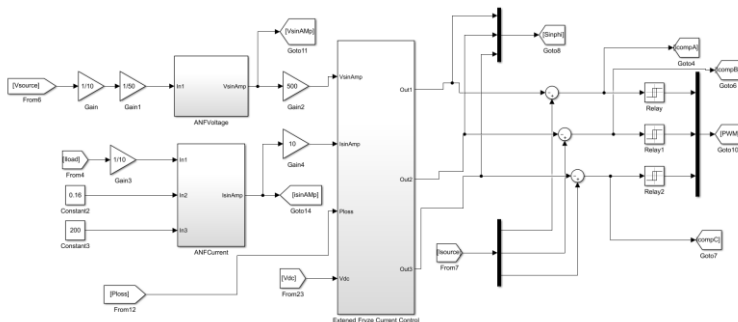 [VsinAMp]
Goto11
[Sinphi]
Goto8
[compA]
Goto4
[compB]
Goto6
[Vsource]
From6
1/10
Gain
1/50
Gain1
In1
VsinAmp
ANFVoltage
500
Gain2
VsinAmp
Out1
Relay
[PWM]
Goto10
Relay1
[Iload]
From4
1/10
Gain3
In1
10
Gain4
IsinAmp
0.16
Constant2
In2
IsinAmp
[isinAMp]
Goto14
Out2
Relay2
200
Constant3
In3
ANFCurrent
Ploss
[Isource]
From7
[compC]
Goto7
[Ploss]
From12
[Vdc]
From23
Vdc
Out3
Extened Fryze Current Control